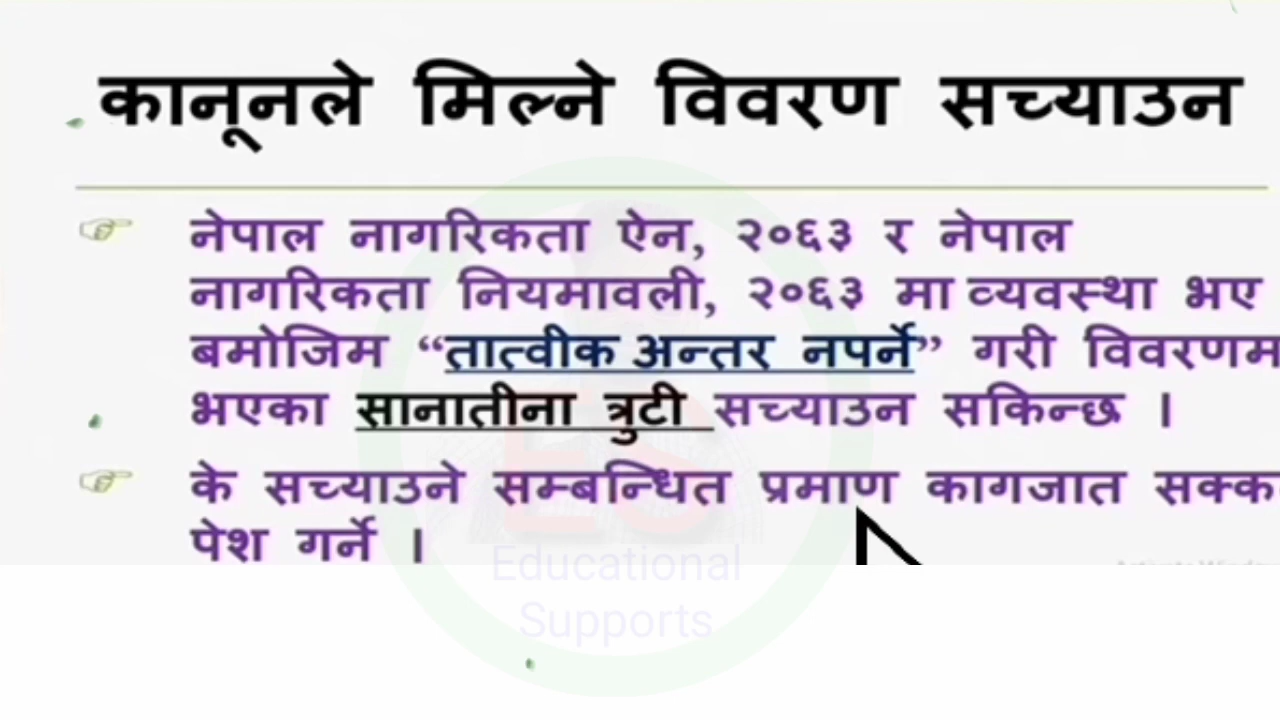 कानूनले मिल्ने विवरण सच्याउन
नेपाल नागरिकता ऐन, २०६३ र नेपाल
नागरिकता नियमावली, २०६३ मा व्यवस्था भए
बमोजिम “तात्वीक अन्तर नपर्ने” गरी
भएका सानातीना त्रुटी सच्याउन सकिन्छ ।
के सच्याउने सम्बन्धित प्रमाण कागजात
पेश गर्ने ।
ES
Educational
Supports